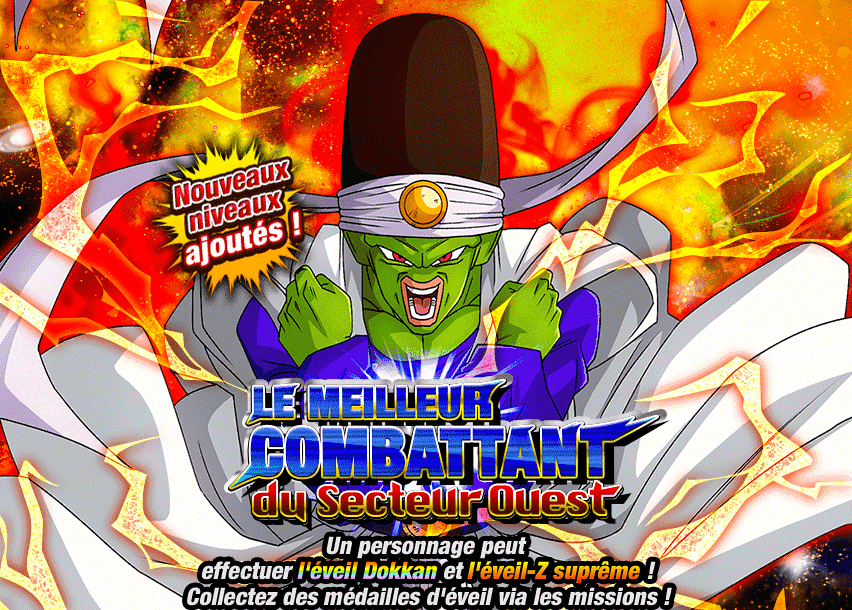 Nouveaux
niveaux
ajoutés !
LE MEILLEUR
COMBATTANT
du Secteur Ouest
Un personnage peut
effectuer l'éveil Dokkan et l'éveil-Z suprême !
Collectez des médailles d'éveil via les missions !